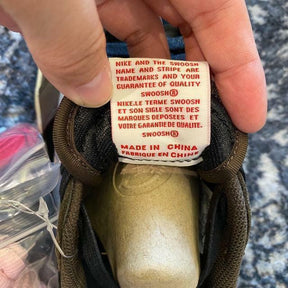 NIKE AND THE SWOOSH
NAME AND STRIPE ARE
TRADEMARKS AND YOUR
GUARANTEE OF QUALITY
SWOOSH®
NIKE.LE TERME SWOOSH
ET SON SIGLE SONT DES
MARQUES DEPOSÉES ET
VOTRE GARANTIE DE QUALITE.
SWOOSH®
MADE IN CHINA
FABRIQUE EN CHINE